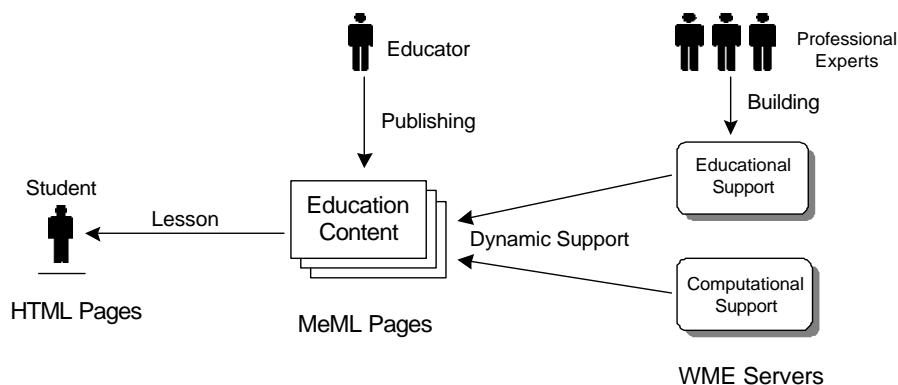 Educator
Professional
Experts
Publishing
Building
Educational
Support
Student
Lesson
Education
Content
Dynamic Support
Computational
Support
HTML Pages
MeML Pages
WME Servers